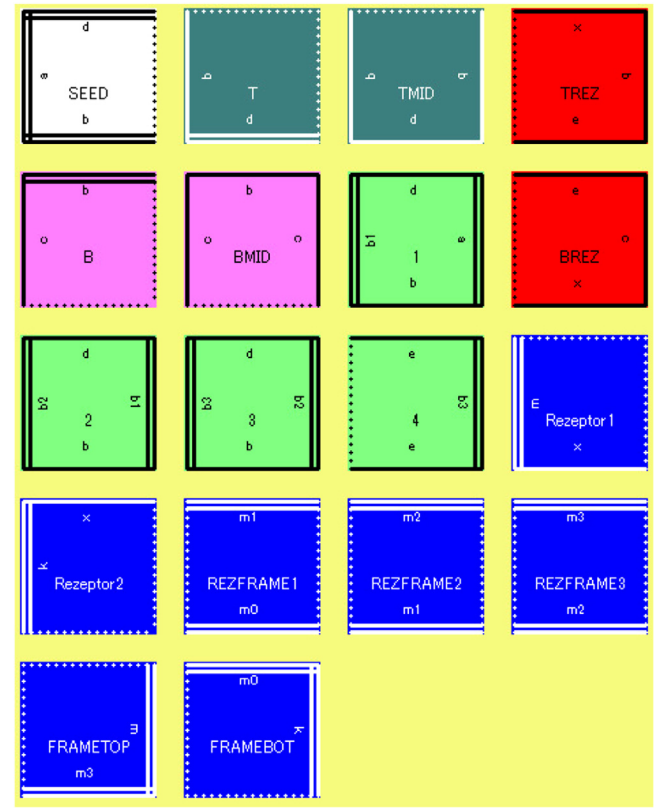 d
a
SEED
b
b
T
d
b
b
TMID
d
x
b
TREZ
e
b
c
B
b
c
c
BMID
d
b1
a
1
b
e
c
BREZ
x
d
b2
b1
2
b
d
b3
b2
3
b
e
b3
4
e
m
Rezeptor1
x
x
k
Rezeptor2
m1
REZFRAME1
m0
m2
REZFRAME2
m1
m3
REZFRAME3
m2
m
FRAMETOP
m3
m0
k
FRAMEBOT